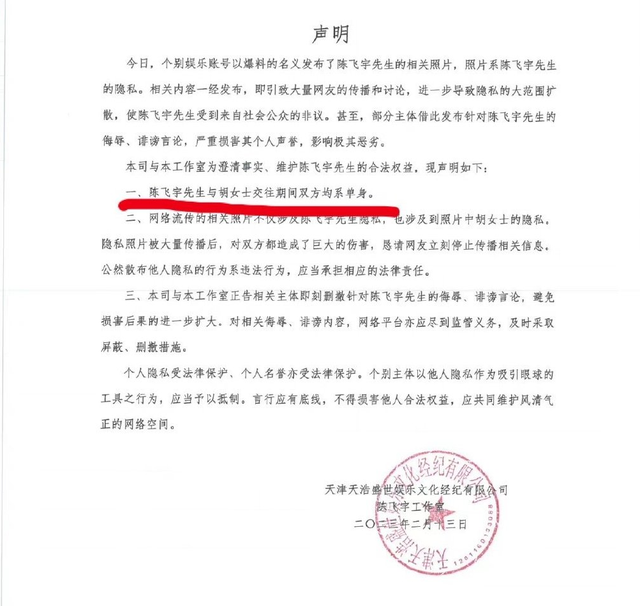 声明
今日，个别娱乐账号以爆料的名义发布了陈飞宇先生的相关照片，照片系陈飞宇先生
的隐私。相关内容一经发布，即引致大量网友的传播和讨论，进一步导致隐私的大范围扩
散，使陈飞宇先生受到来自社会公众的非议。甚至，部分主体借此发布针对陈飞宇先生的
侮辱、诽谤言论，严重损害其个人声誉，影响极其恶劣。
本司与本工作室为澄清事实、维护陈飞宇先生的合法权益，现声明如下：
一、陈飞宇先生与胡女士交往期间双方均系单身。
二、网络流传的相关照片不仅涉及陈飞宇先生隐私，也涉及到照片中胡女士的隐私。
隐私照片被大量传播后，对双方都造成了巨大的伤害，恳请网友立刻停止传播相关信息。
公然散布他人隐私的行为系违法行为，应当承担相应的法律责任。
三、本司与本工作室正告相关主体即刻删撤针对陈飞宇先生的侮辱、诽谤言论，避免
损害后果的进一步扩大。对相关侮辱、诽谤内容，网络平台亦应尽到监管义务，及时采取
屏蔽、删撤措施。
个人隐私受法律保护、个人名誉亦受法律保护。个别主体以他人隐私作为吸引眼球的
工具之行为，应当予以抵制。言行应有底线，不得损害他人合法权益，应共同维护风清气
正的网络空间。
天津天浩盛世娱乐文化经纪有限公司
陈飞宇工作室
二〇二三年二月十三日